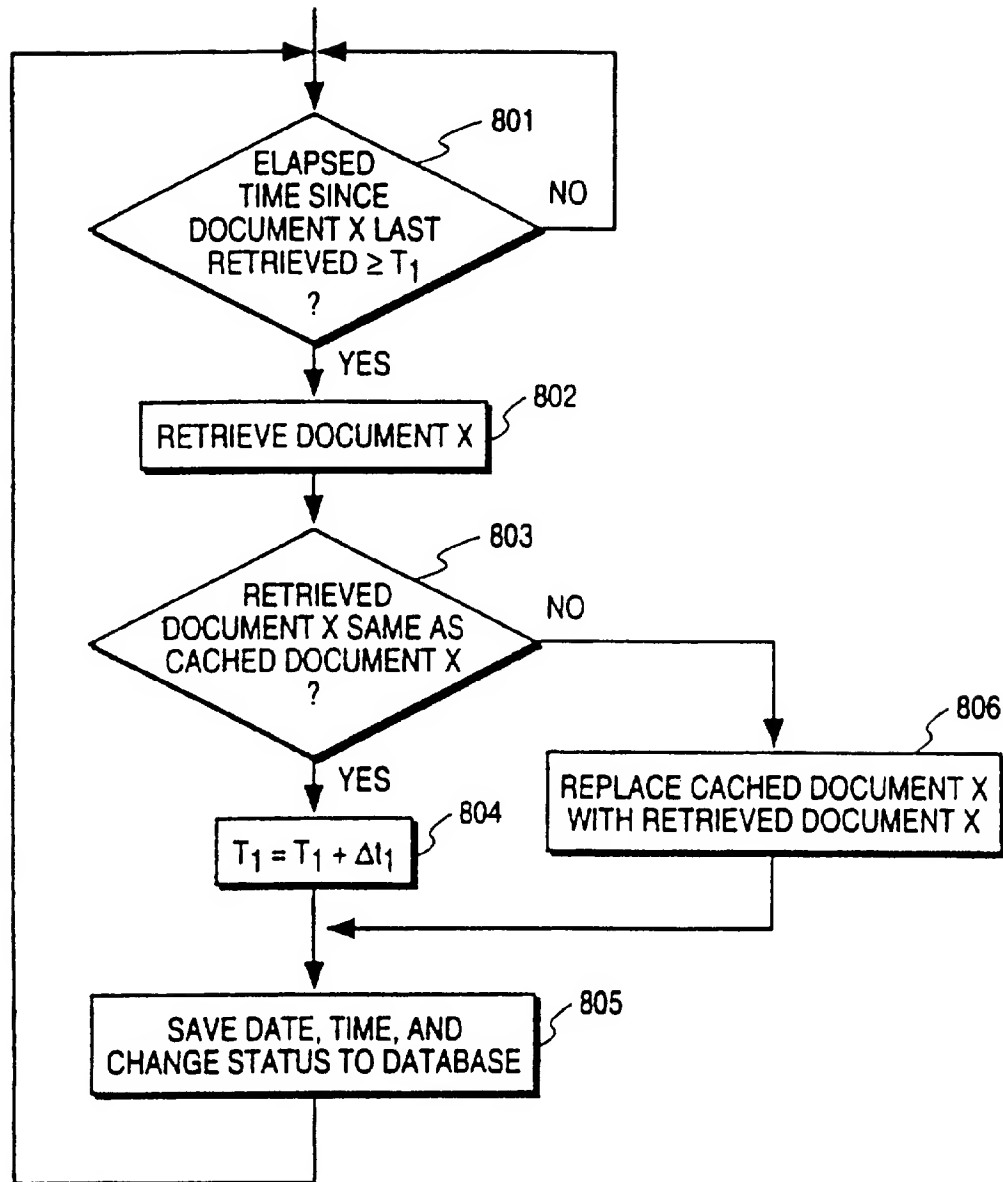 801
ELAPSED
TIME SINCE
DOCUMENT X LAST
RETRIEVED ≥ T₁
?
NO
YES
802
RETRIEVE DOCUMENT X
803
RETRIEVED
DOCUMENT X SAME AS
CACHED DOCUMENT X
?
NO
YES
806
REPLACE CACHED DOCUMENT X
WITH RETRIEVED DOCUMENT X
804
T₁ = T₁ + Δt₁
805
SAVE DATE, TIME, AND
CHANGE STATUS TO DATABASE